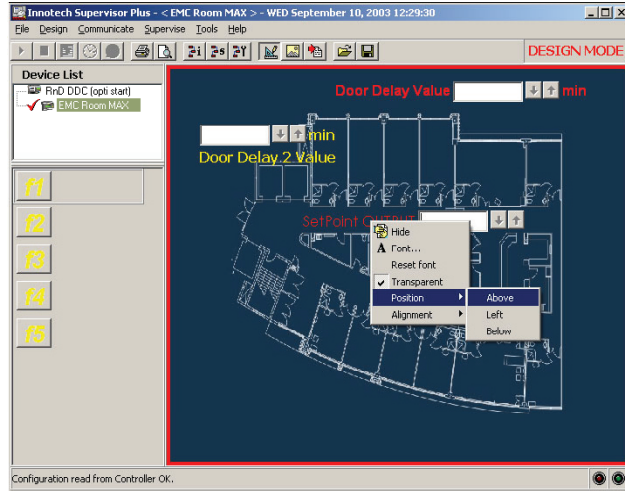 Innotech Supervisor Plus - < EMC Room MAX > - WED September 10, 2003 12:29:30
File Design Communicate Supervise Tools Help
DESIGN MODE
Device List
RnD DDC (opti start)
EMC Room MAX
Door Delay Value min
min
Door Delay 2 Value
f1
f2
f3
f4
f5
SetPoint OUTPUT
Hide
Font...
Reset font
Transparent
Position
Alignment
Above
Left
Below
Configuration read from Controller OK.